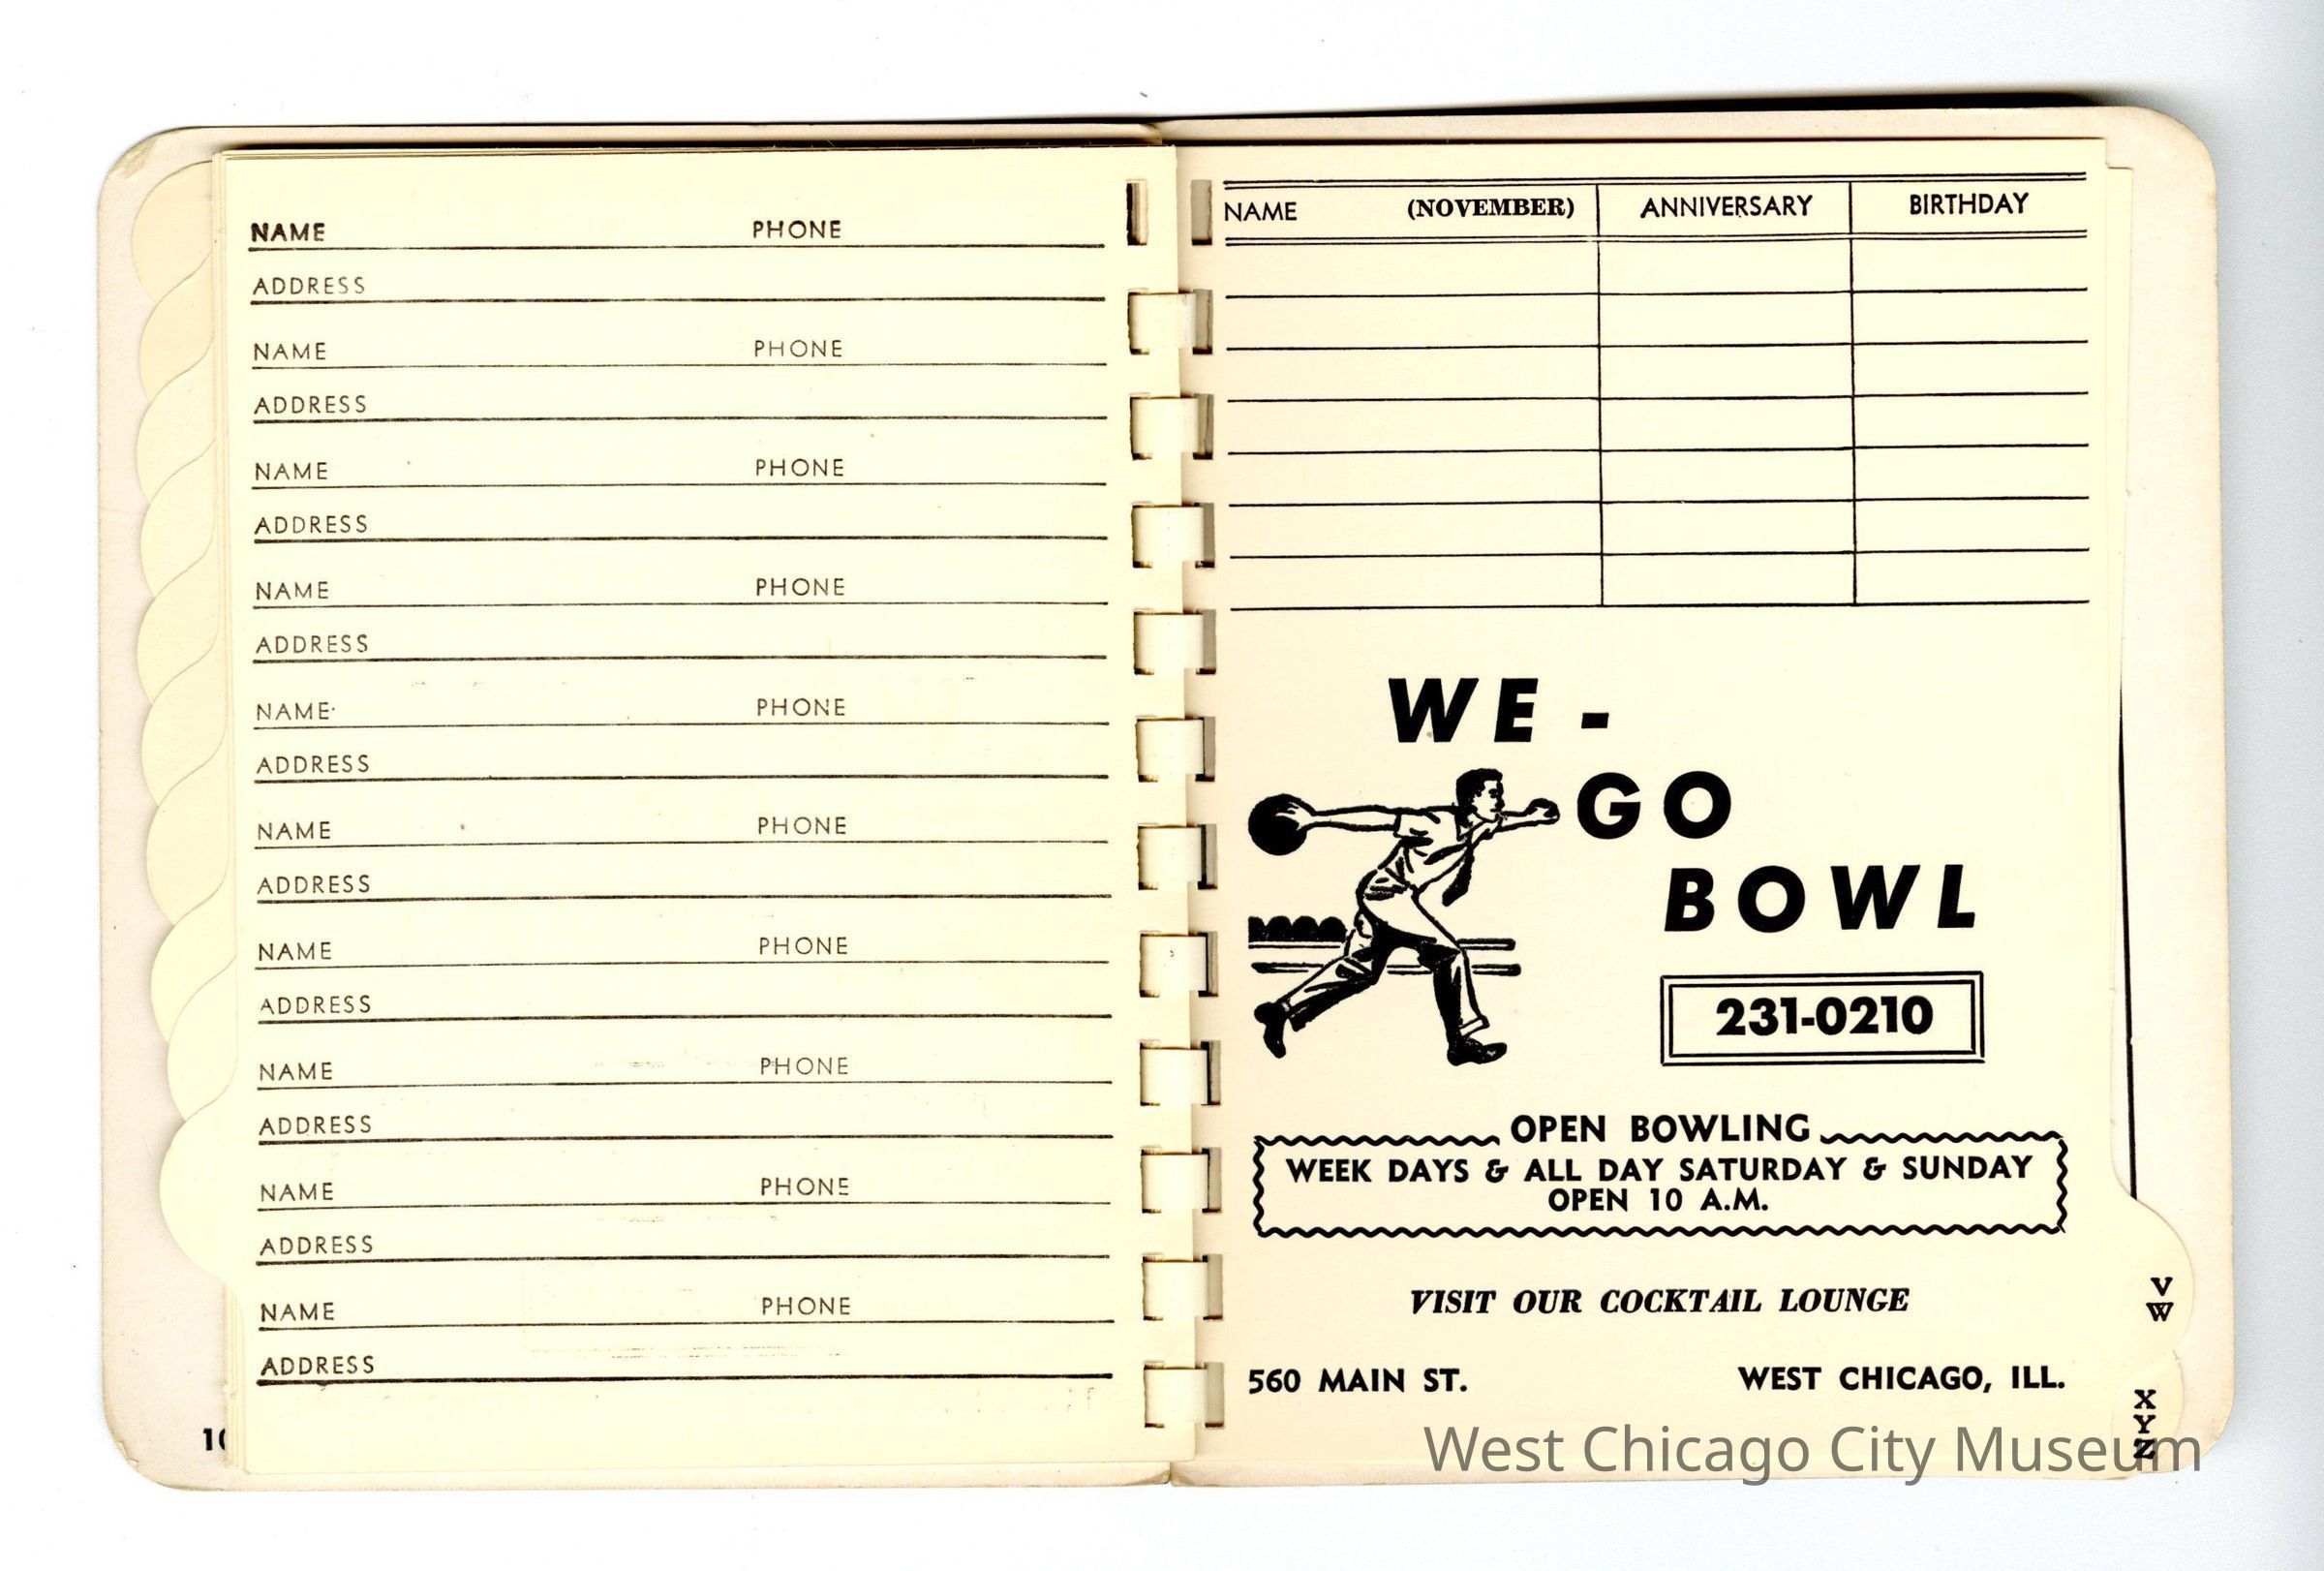 NAME PHONE
ADDRESS
NAME PHONE
ADDRESS
NAME PHONE
ADDRESS
NAME PHONE
ADDRESS
NAME PHONE
ADDRESS
NAME PHONE
ADDRESS
NAME PHONE
ADDRESS
NAME PHONE
ADDRESS
NAME PHONE
ADDRESS
NAME PHONE
ADDRESS
10
NAME (NOVEMBER) ANNIVERSARY BIRTHDAY
WE -
GO
BOWL
231-0210
OPEN BOWLING
WEEK DAYS & ALL DAY SATURDAY & SUNDAY
OPEN 10 A.M.
VISIT OUR COCKTAIL LOUNGE
560 MAIN ST. WEST CHICAGO, ILL.
V
W
X
Y
Z
West Chicago City Museum